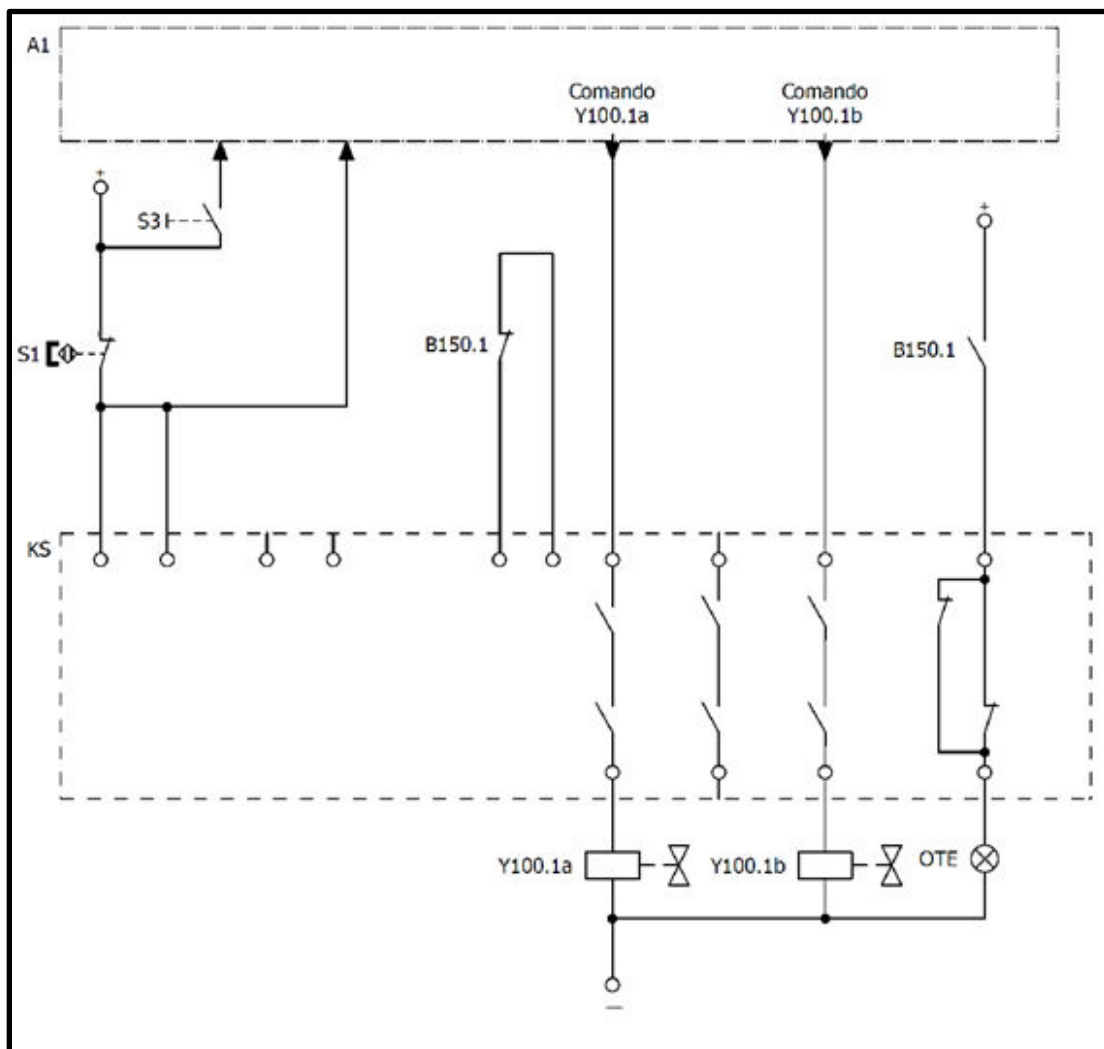 A1
Comando
Y100.1a
Comando
Y100.1b
+
S3
+
S1
B150.1
B150.1
KS
Y100.1a
Y100.1b
OTE
—